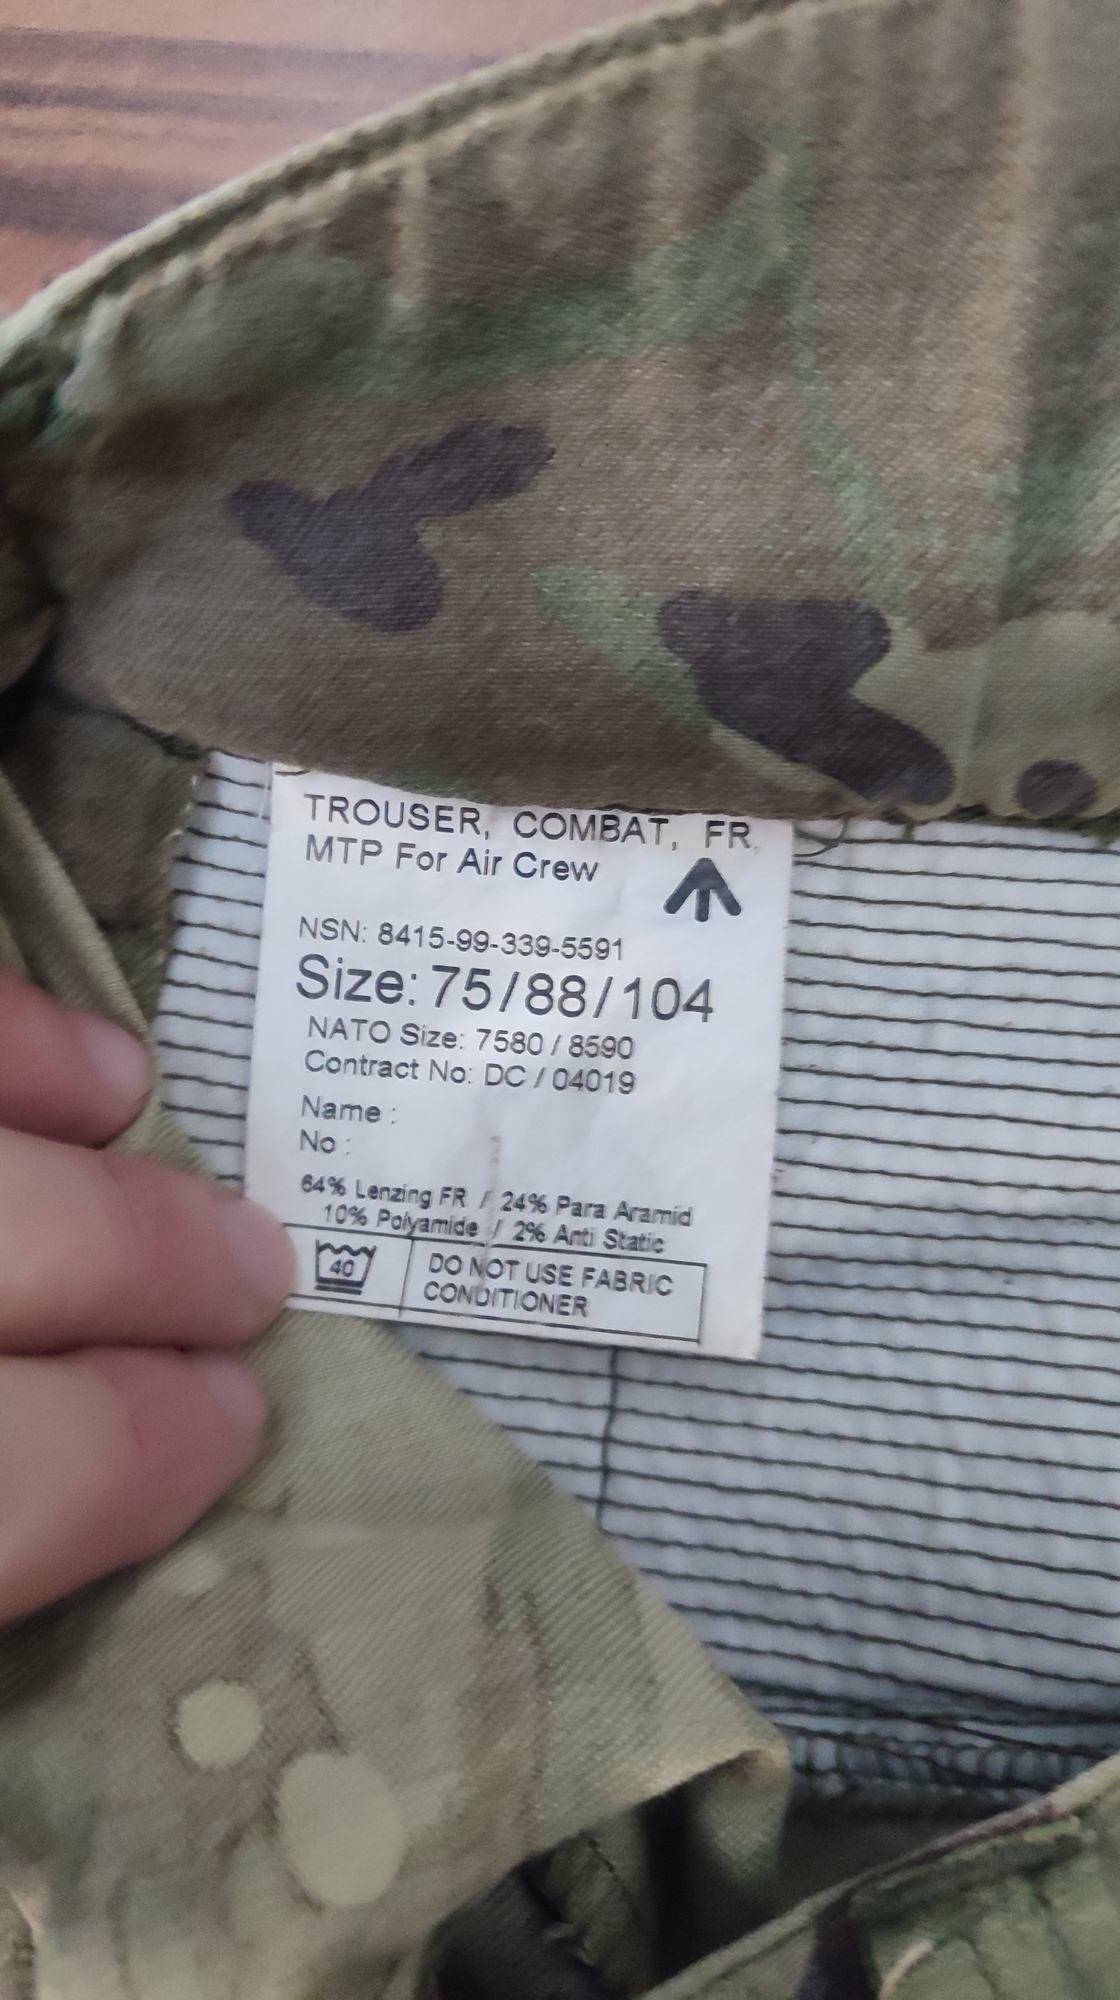 TROUSER, COMBAT, FR.
MTP For Air Crew
NSN: 8415-99-339-5591
Size: 75/88/104
NATO Size: 7580 / 8590
Contract No: DC / 04019
Name :
No :
64% Lenzing FR / 24% Para Aramid
10% Polyamide / 2% Anti Static
40
DO NOT USE FABRIC
CONDITIONER